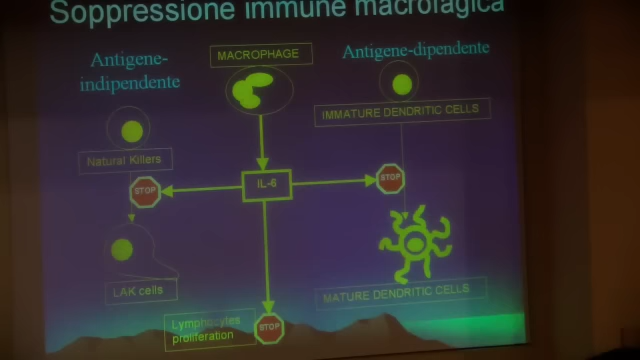 Soppressione immune macrofagica
Antigene-
indipendente
MACROPHAGE
Antigene-dipendente
IMMATURE DENDRITIC CELLS
Natural Killers
STOP
IL-6
STOP
LAK cells
MATURE DENDRITIC CELLS
Lymphocytes
proliferation
STOP